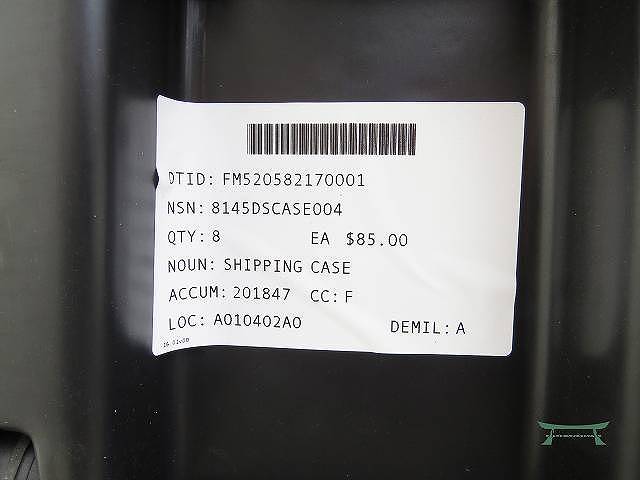 DTID: FM520582170001
NSN: 8145DSCASE004
QTY: 8 EA $85.00
NOUN: SHIPPING CASE
ACCUM: 201847 CC: F
LOC: A010402A0 DEMIL: A